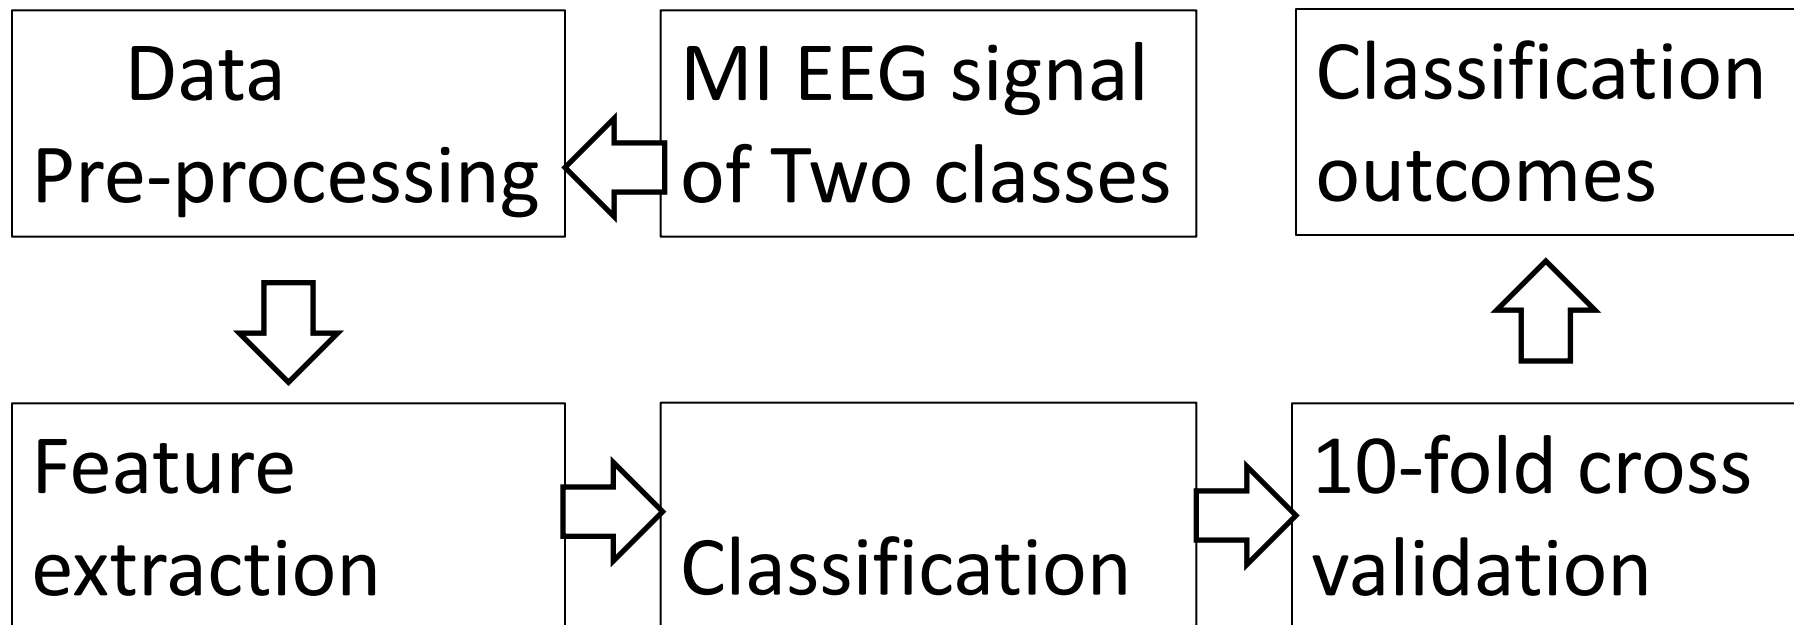 Data
Pre-processing
MI EEG signal
of Two classes
Classification
outcomes
Feature
extraction
Classification
10-fold cross
validation